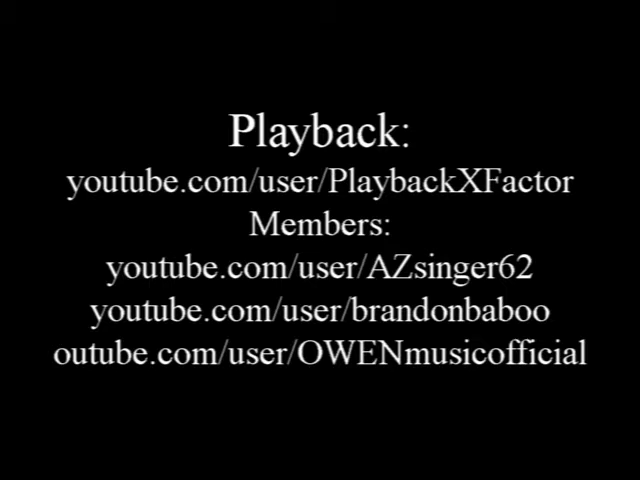 Playback:
youtube.com/user/PlaybackXFactor
Members:
youtube.com/user/AZsinger62
youtube.com/user/brandonbaboo
outube.com/user/OWENmusicofficial